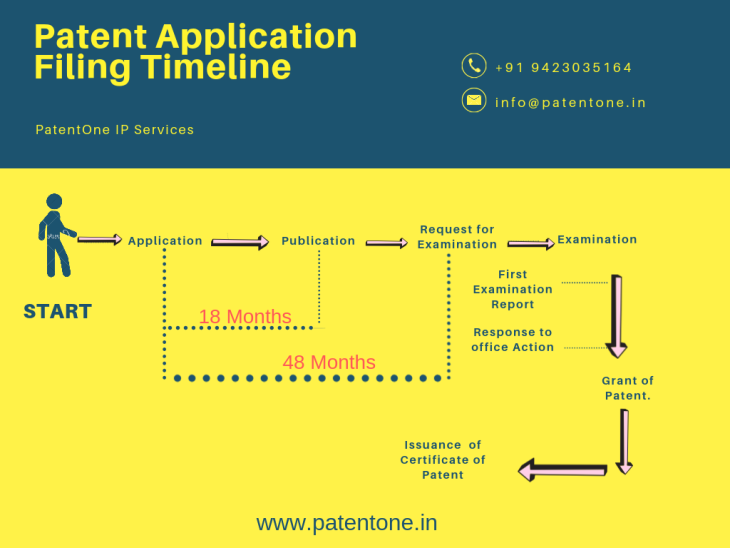 Patent Application
Filing Timeline
PatentOne IP Services
+91 9423035164
info@patentone.in
START
Application
Publication
Request for
Examination
Examination
18 Months
48 Months
First
Examination
Report
Response to
office Action
Grant of
Patent.
Issuance of
Certificate of
Patent
www.patentone.in